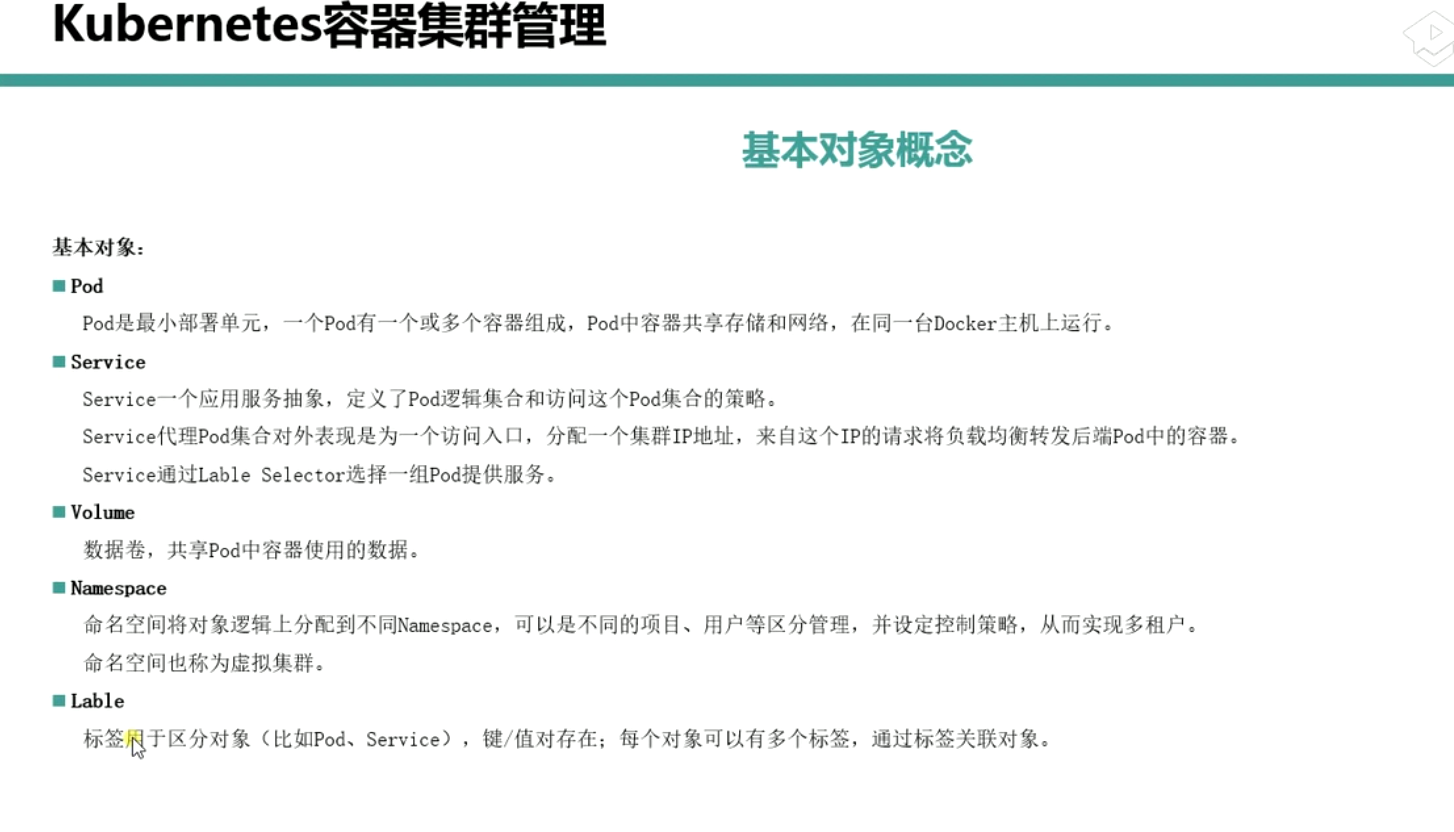 Kubernetes容器集群管理
基本对象概念
基本对象:
Pod
Pod是最小部署单元，一个Pod有一个或多个容器组成，Pod中容器共享存储和网络，在同一台Docker主机上运行。
Service
Service一个应用服务抽象，定义了Pod逻辑集合和访问这个Pod集合的策略。
Service代理Pod集合对外表现是为一个访问入口，分配一个集群IP地址，来自这个IP的请求将负载均衡转发后端Pod中的容器。
Service通过Lable Selector选择一组Pod提供服务。
Volume
数据卷，共享Pod中容器使用的数据。
Namespace
命名空间将对象逻辑上分配到不同Namespace，可以是不同的项目、用户等区分管理，并设定控制策略，从而实现多租户。
命名空间也称为虚拟集群。
Lable
标签用于区分对象（比如Pod、Service），键/值对存在；每个对象可以有多个标签，通过标签关联对象。